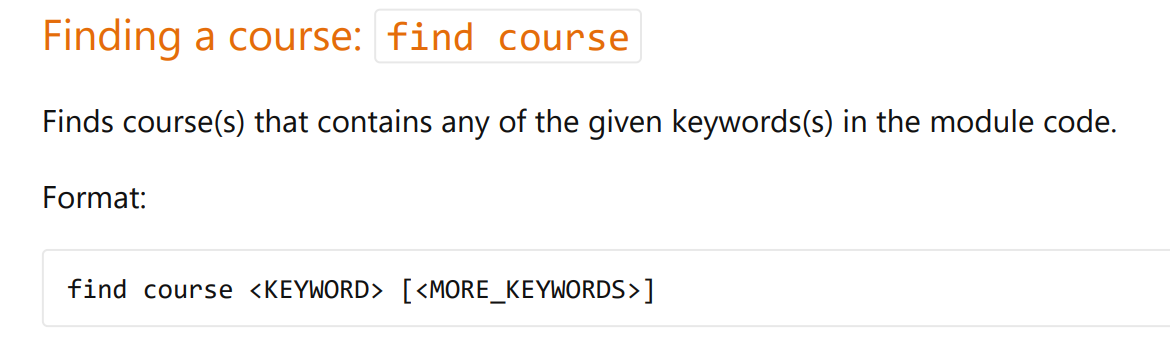 Finding a course: find course
Finds course(s) that contains any of the given keywords(s) in the module code.
Format:
find course <KEYWORD> [<MORE_KEYWORDS>]